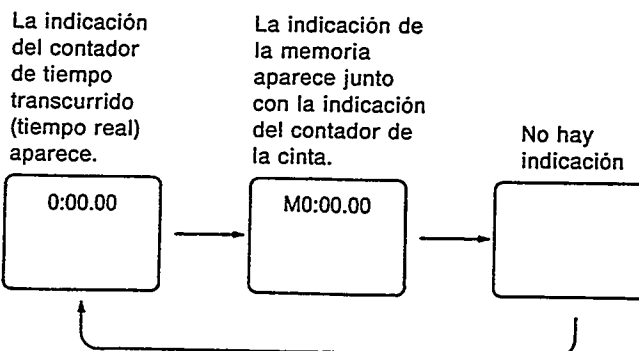 La indicación
del contador
de tiempo
transcurrido
(tiempo real)
aparece.
La indicación de
la memoria
aparece junto
con la indicación
del contador de
la cinta.
No hay
indicación
0:00.00
M0:00.00